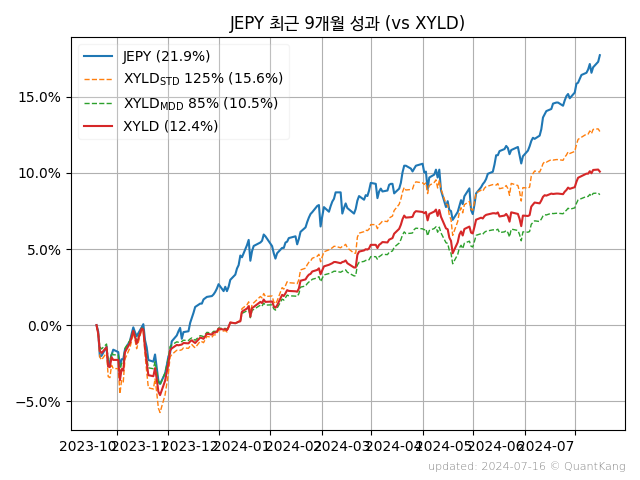 JEPY 최근 9개월 성과 (vs XYLD)
JEPY (21.9%)
XYLD_STD 125% (15.6%)
XYLD_MDD 85% (10.5%)
XYLD (12.4%)
15.0%
10.0%
5.0%
0.0%
−5.0%
2023-10 2023-11 2023-12 2024-01 2024-02 2024-03 2024-04 2024-05 2024-06 2024-07
updated: 2024-07-16 © QuantKang